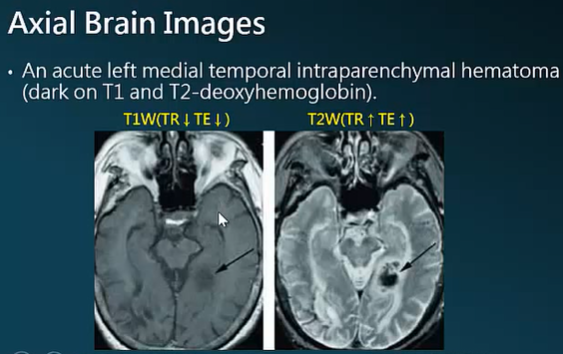 Axial Brain Images
• An acute left medial temporal intraparenchymal hematoma
(dark on T1 and T2-deoxyhemoglobin).
T1W(TR↓TE↓)
T2W(TR↑TE↑)